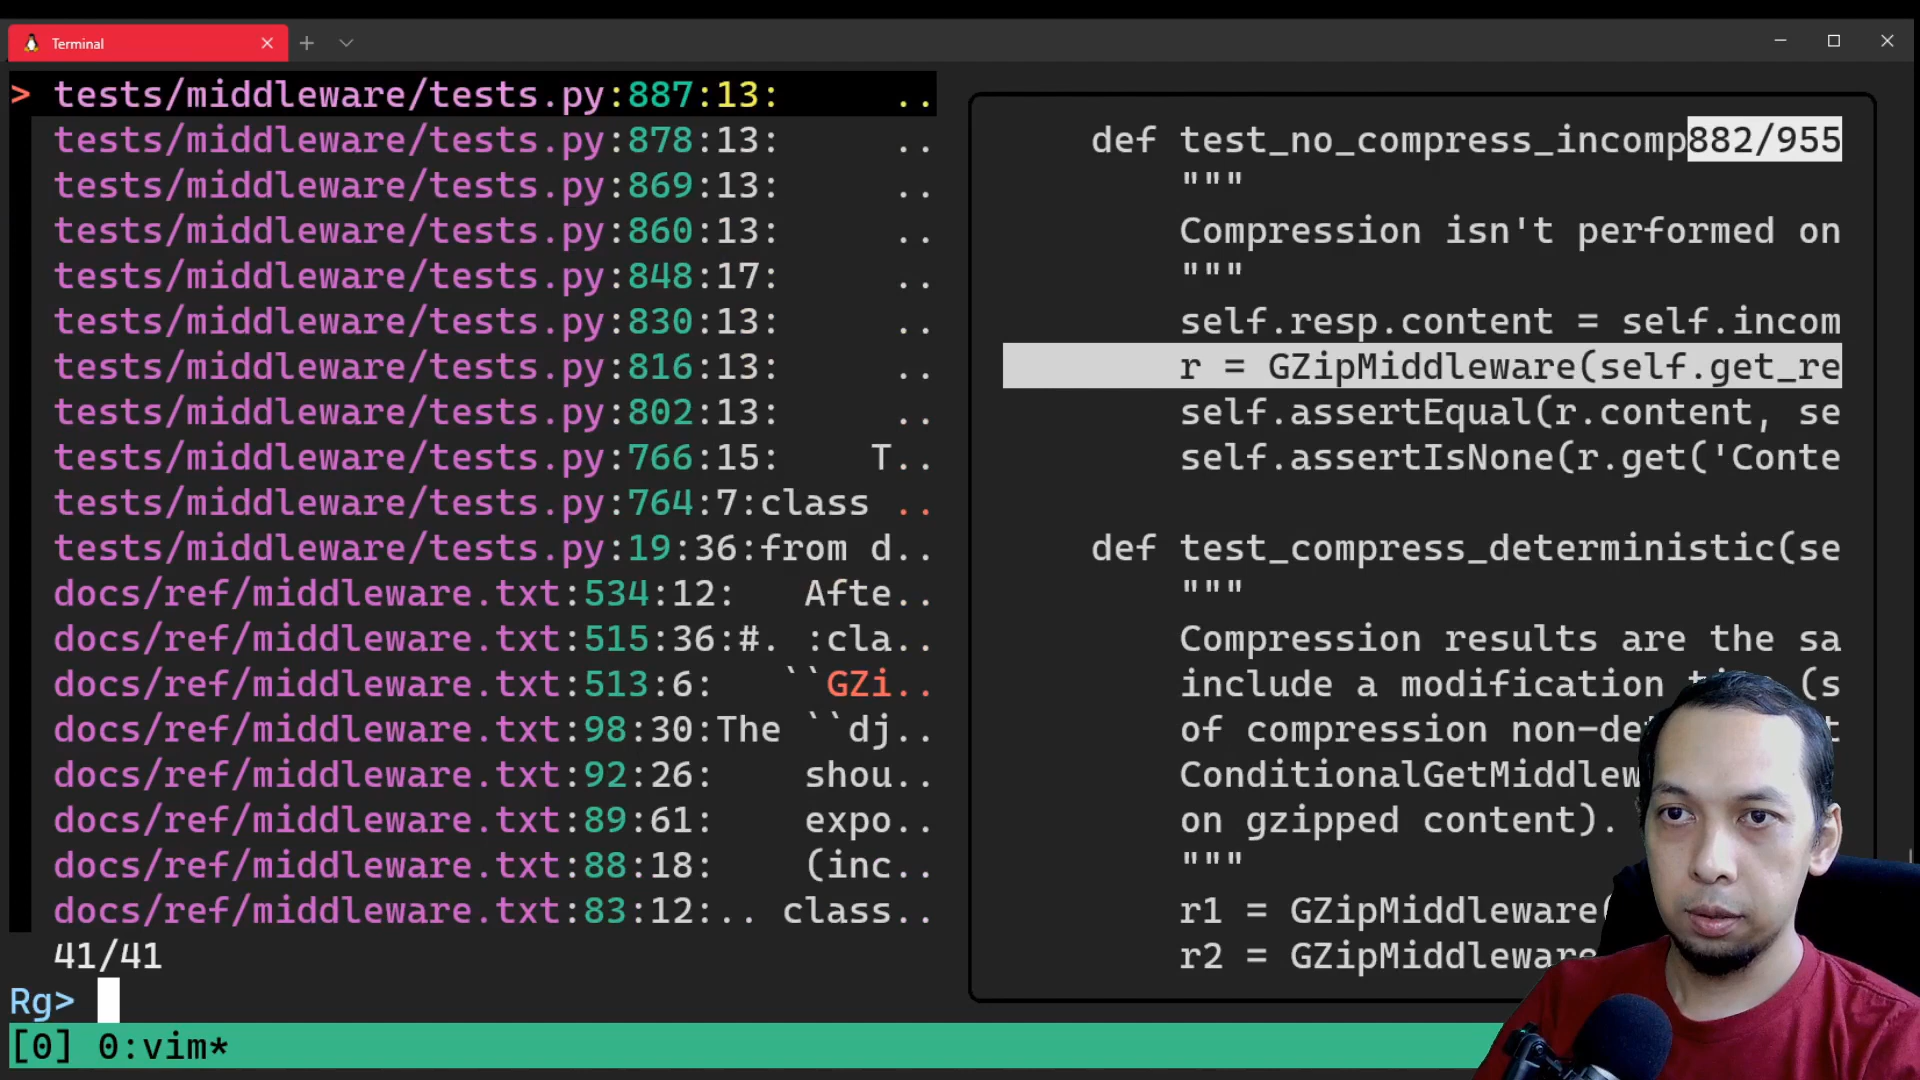 Terminal
> tests/middleware/tests.py:887:13: ..
tests/middleware/tests.py:878:13: ..
tests/middleware/tests.py:869:13: ..
tests/middleware/tests.py:860:13: ..
tests/middleware/tests.py:848:17: ..
tests/middleware/tests.py:830:13: ..
tests/middleware/tests.py:816:13: ..
tests/middleware/tests.py:802:13: ..
tests/middleware/tests.py:766:15: T..
tests/middleware/tests.py:764:7:class ..
tests/middleware/tests.py:19:36:from d..
docs/ref/middleware.txt:534:12: Afte..
docs/ref/middleware.txt:515:36:#. :cla..
docs/ref/middleware.txt:513:6: ``GZi..
docs/ref/middleware.txt:98:30:The ``dj..
docs/ref/middleware.txt:92:26: shou..
docs/ref/middleware.txt:89:61: expo..
docs/ref/middleware.txt:88:18: (inc..
docs/ref/middleware.txt:83:12:.. class..
41/41
Rg>
def test_no_compress_incomp882/955
"""
Compression isn't performed on
"""
self.resp.content = self.incom
r = GZipMiddleware(self.get_re
self.assertEqual(r.content, se
self.assertIsNone(r.get('Conte
def test_compress_deterministic(se
"""
Compression results are the sa
include a modification (s
of compression non-de t
ConditionalGetMiddlew
on gzipped content).
"""
r1 = GZipMiddleware(
r2 = GZipMiddleware
[0] 0:vim*